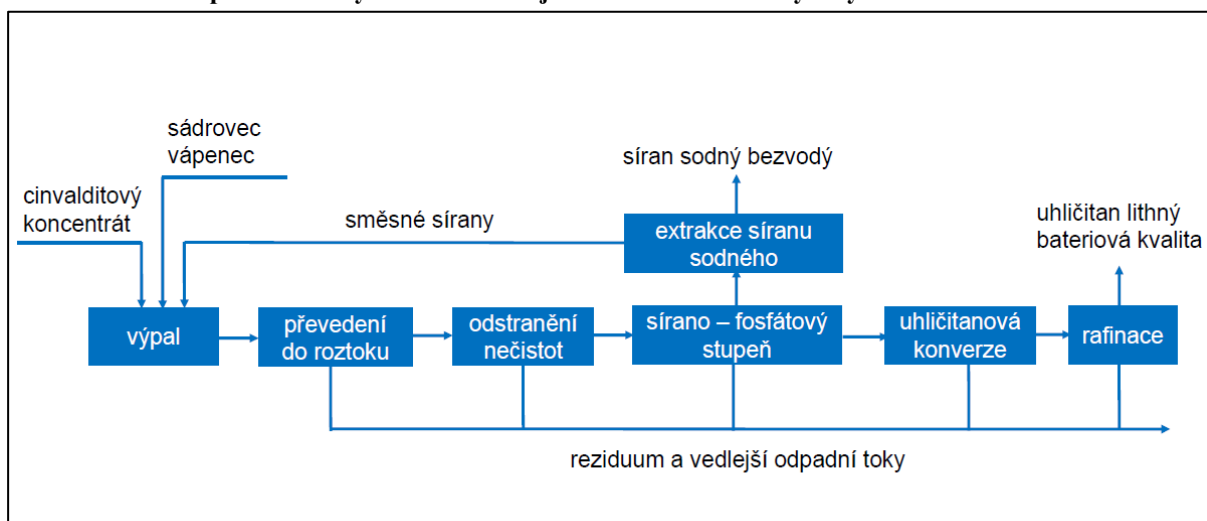 sádrovec
vápenec
síran sodný bezvodý
cinvalditový
koncentrát
směsné sírany
extrakce síranu
sodného
uhličitan lithný
bateriová kvalita
výpal
převedení
do roztoku
odstranění
nečistot
sírano – fosfátový
stupeň
uhličitanová
konverze
rafinace
reziduum a vedlejší odpadní toky